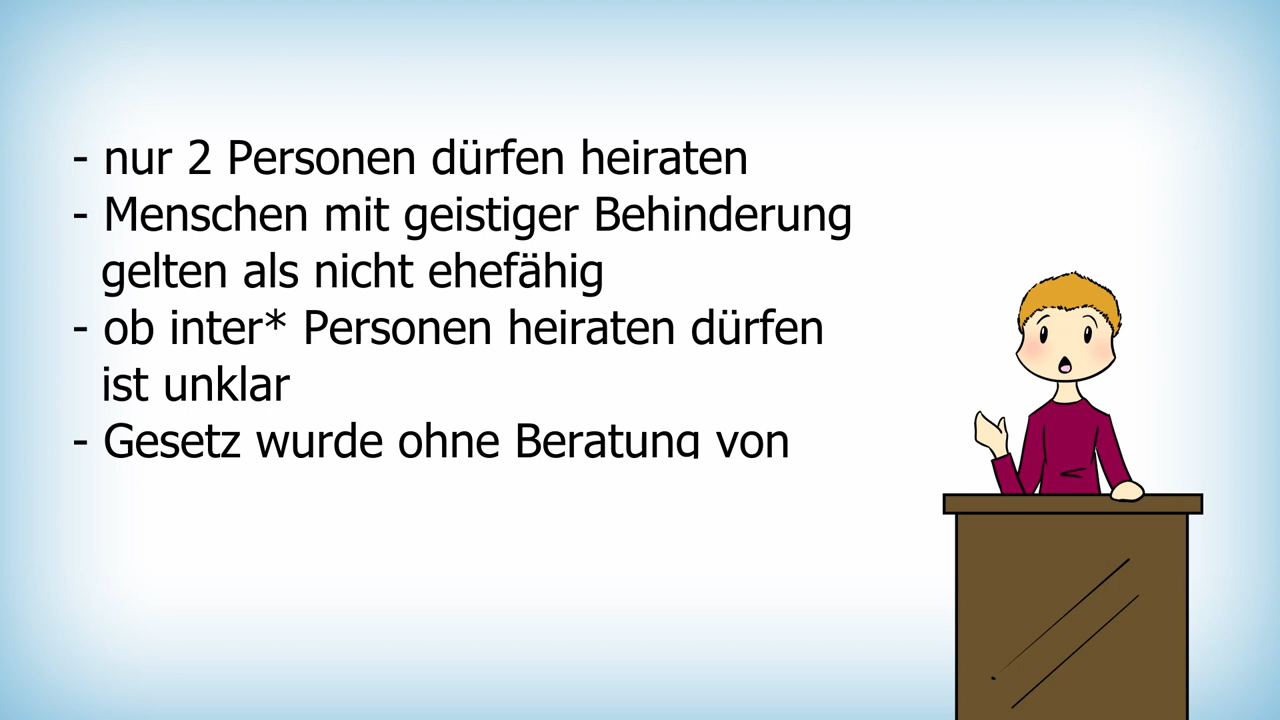 - nur 2 Personen dürfen heiraten
- Menschen mit geistiger Behinderung
gelten als nicht ehefähig
- ob inter* Personen heiraten dürfen
ist unklar
- Gesetz wurde ohne Beratung von